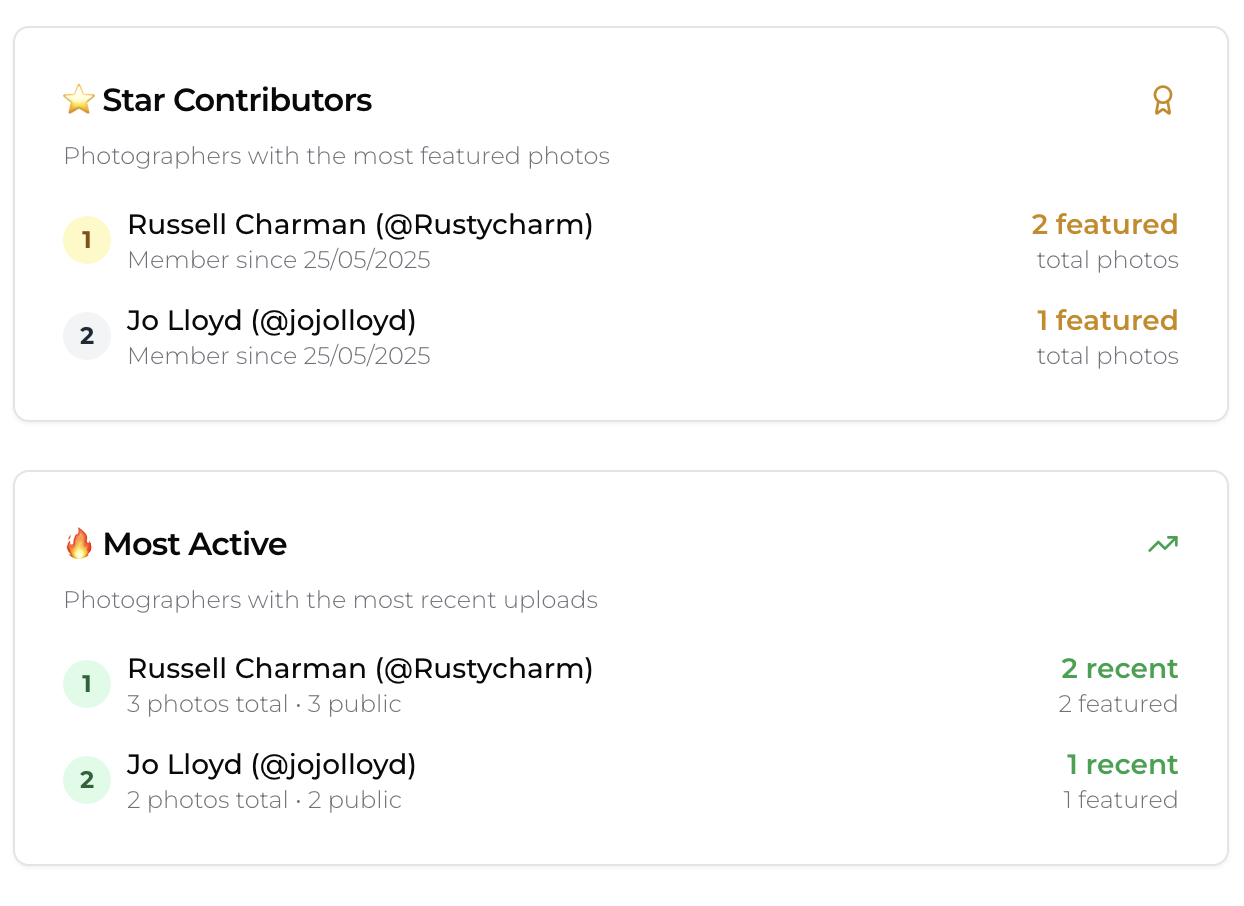 ⭐ Star Contributors
Photographers with the most featured photos
1
Russell Charman (@Rustycharm)
2 featured
Member since 25/05/2025
total photos
2
Jo Lloyd (@jojolloyd)
1 featured
Member since 25/05/2025
total photos
🔥 Most Active
Photographers with the most recent uploads
1
Russell Charman (@Rustycharm)
2 recent
3 photos total • 3 public
2 featured
2
Jo Lloyd (@jojolloyd)
1 recent
2 photos total • 2 public
1 featured